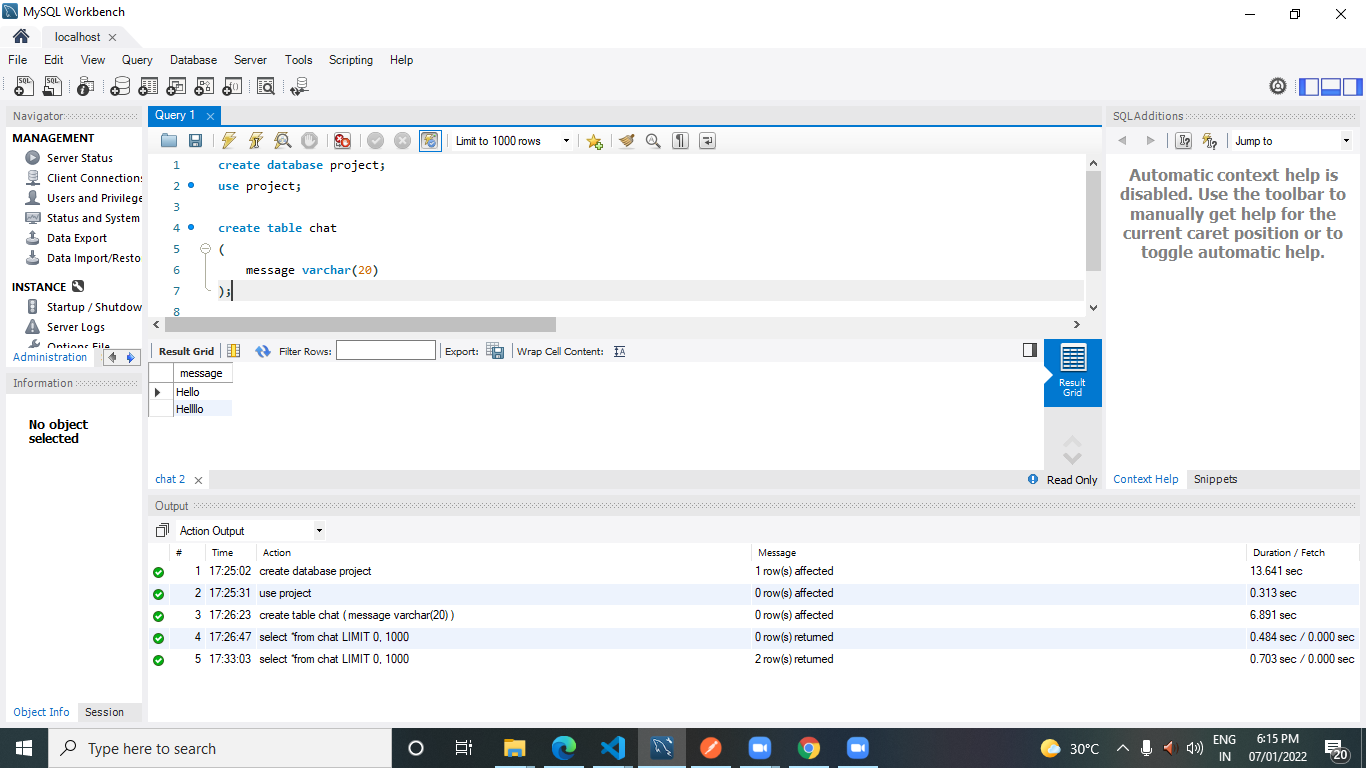 MySQL Workbench
localhost
File Edit View Query Database Server Tools Scripting Help
Navigator
MANAGEMENT
Server Status
Client Connections
Users and Privilege
Status and System
Data Export
Data Import/Resto
INSTANCE
Startup / Shutdow
Server Logs
Options File
Administration
Information
No object
selected
Object Info Session
Query 1
Limit to 1000 rows
1 create database project;
2 use project;
3
4 create table chat
5 (
6 message varchar(20)
7 );
8
Result Grid Filter Rows: Export: Wrap Cell Content:
message
Hello
Hellllo
Result
Grid
chat 2
Read Only
SQLAdditions
Jump to
Automatic context help is
disabled. Use the toolbar to
manually get help for the
current caret position or to
toggle automatic help.
Context Help Snippets
Output
Action Output
# Time Action Message Duration / Fetch
1 17:25:02 create database project 1 row(s) affected 13.641 sec
2 17:25:31 use project 0 row(s) affected 0.313 sec
3 17:26:23 create table chat ( message varchar(20) ) 0 row(s) affected 6.891 sec
4 17:26:47 select *from chat LIMIT 0, 1000 0 row(s) returned 0.484 sec / 0.000 sec
5 17:33:03 select *from chat LIMIT 0, 1000 2 row(s) returned 0.703 sec / 0.000 sec
Type here to search
30°C
ENG
IN
6:15 PM
07/01/2022
20